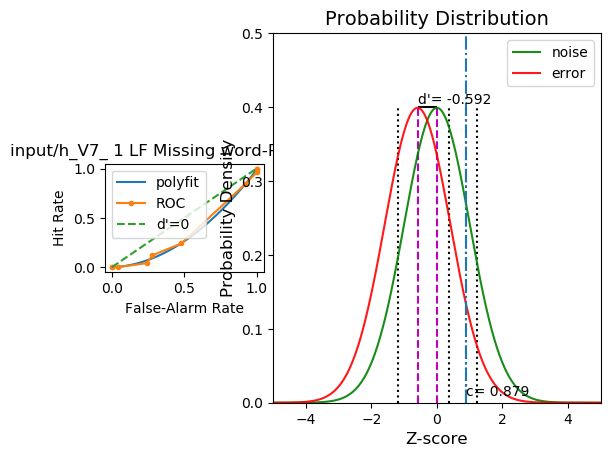 Probability Distribution
input/h_V7_ 1 LF Missing word-
polyfit
ROC
d'=0
Hit Rate
1.0
0.5
0.0
0.0
0.5
1.0
False-Alarm Rate
Probability Density
0.5
0.4
0.3
0.2
0.1
0.0
noise
error
d'= -0.592
c= 0.879
−4
−2
0
2
4
Z-score